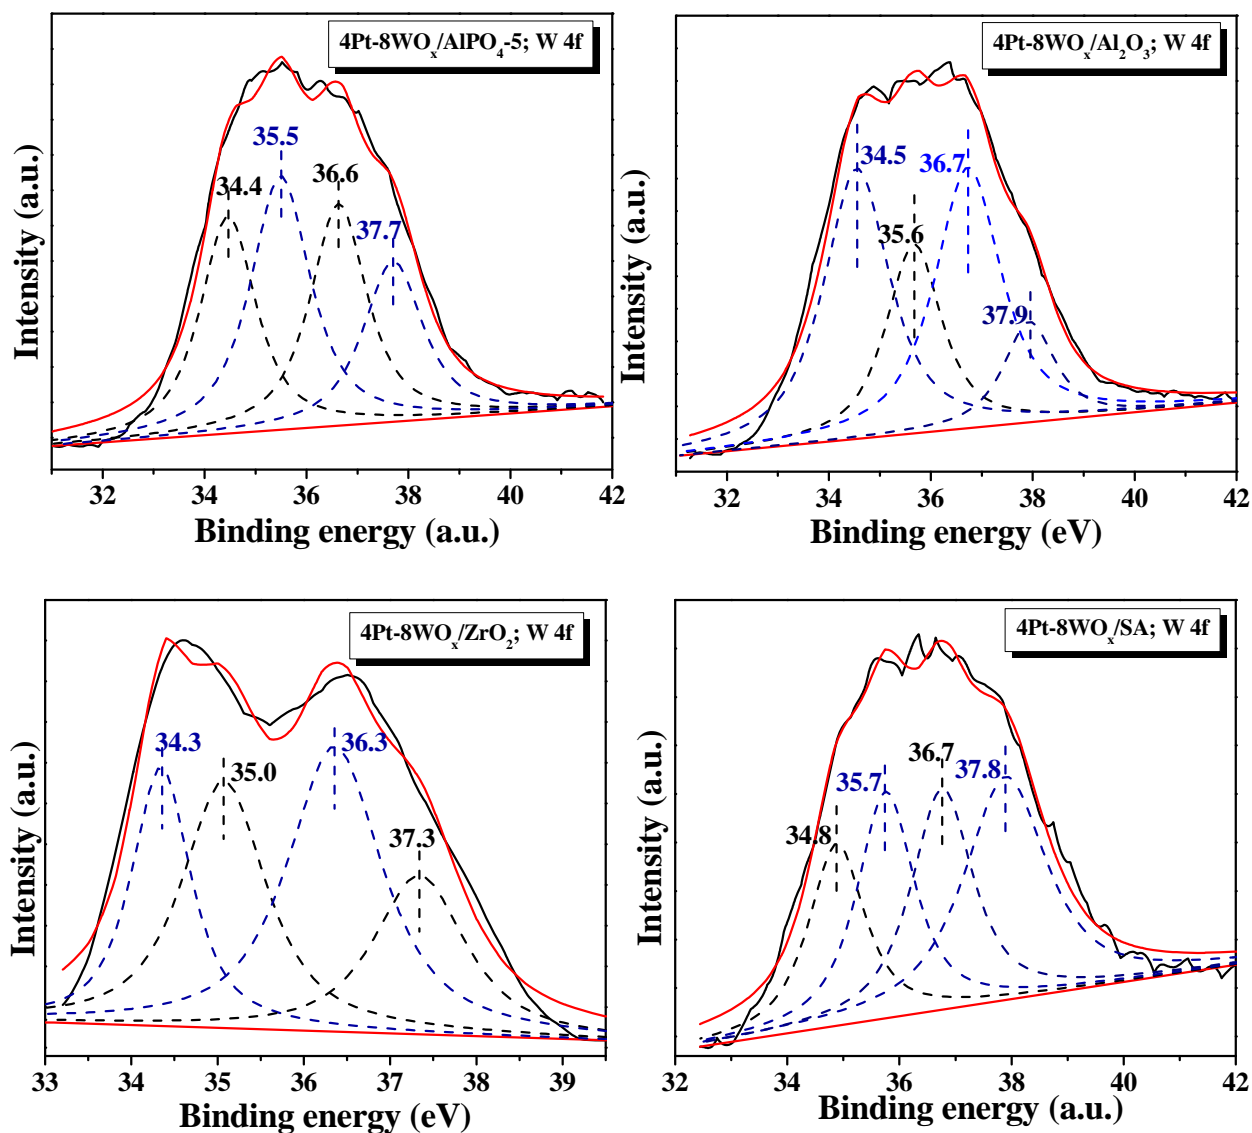 4Pt-8WOₓ/AlPO₄-5; W 4f
35.5
34.4
36.6
37.7
Intensity (a.u.)
32 34 36 38 40 42
Binding energy (a.u.)
4Pt-8WOₓ/Al₂O₃; W 4f
34.5
36.7
35.6
37.9
Intensity (a.u.)
32 34 36 38 40 42
Binding energy (eV)
4Pt-8WOₓ/ZrO₂; W 4f
34.3
36.3
35.0
37.3
Intensity (a.u.)
33 34 35 36 37 38 39
Binding energy (eV)
4Pt-8WOₓ/SA; W 4f
36.7
35.7
37.8
34.8
Intensity (a.u.)
32 34 36 38 40 42
Binding energy (a.u.)